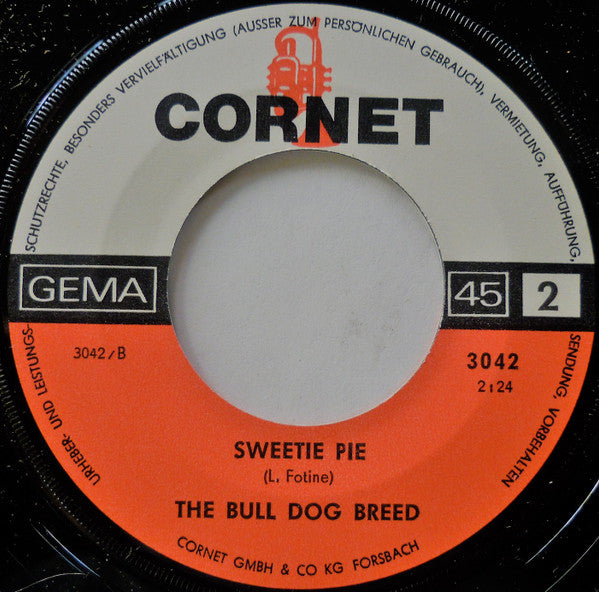 URHEBER- UND LEISTUNGS-SCHUTZRECHTE, BESONDERS VERVIELFÄLTIGUNG (AUSSER ZUM PERSÖNLICHEN GEBRAUCH), VERMIETUNG, AUFFÜHRUNG, SENDUNG, VORBEHALTEN
CORNET
GEMA
45
2
3042/B
3042
2:24
SWEETIE PIE
(L. Fotine)
THE BULL DOG BREED
CORNET GMBH & CO KG FORSBACH